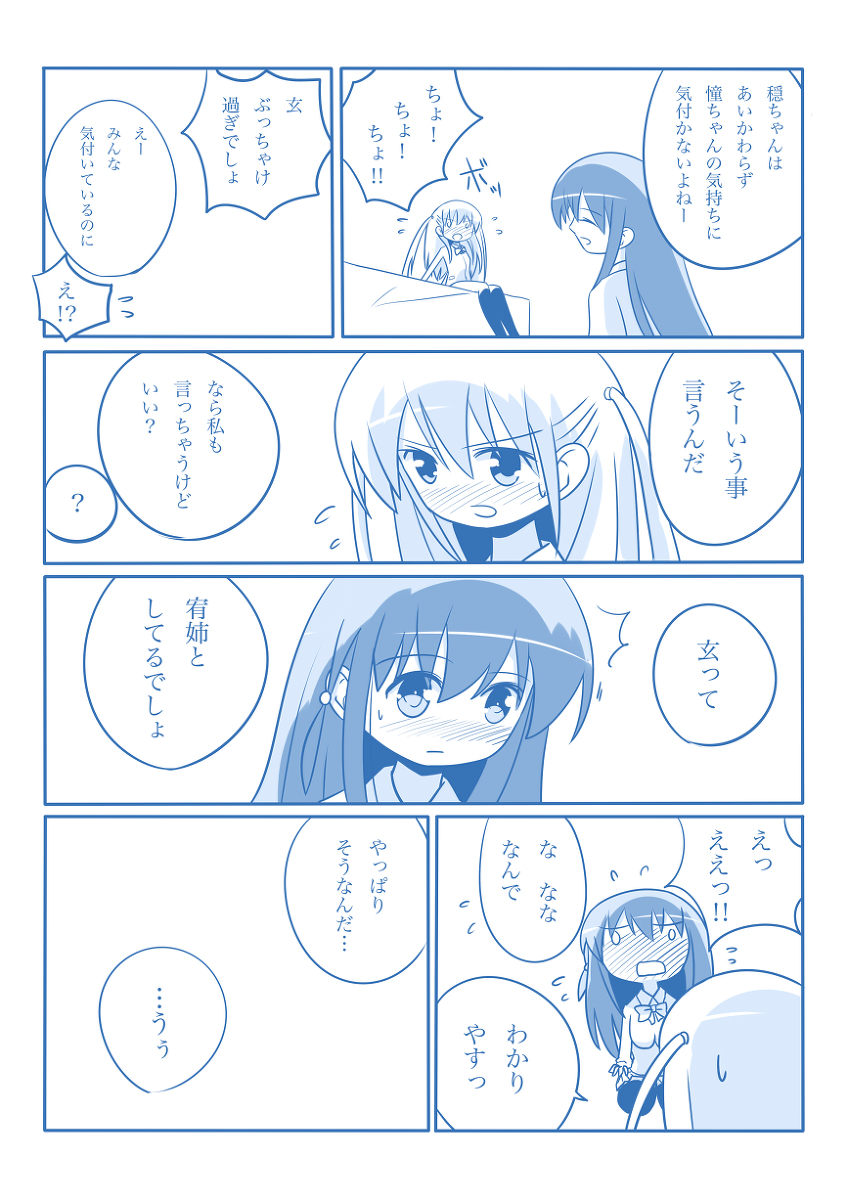 穏ちゃんは
あいかわらず
憧ちゃんの気持ちに
気付かないよねー
ボッ
ちょ！
ちょ！
ちょ!!
玄
ぶっちゃけ
過ぎでしょ
えー
みんな
気付いているのに
え!?
そーいう事
言うんだ
なら私も
言っちゃうけど
いい？
？
玄って
宥姉と
してるでしょ
えっ
ええっ!!
な なな
なんで
わかり
やすっ
やっぱり
そうなんだ…
…うぅ